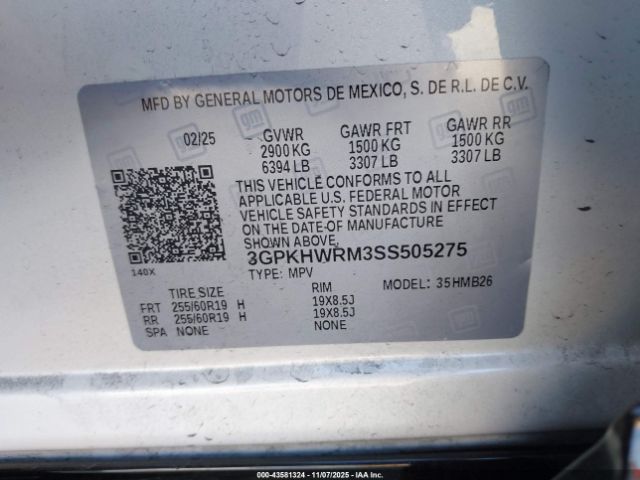 MFD BY GENERAL MOTORS DE MEXICO, S. DE R.L. DE C.V.
02/25 GVWR GAWR FRT GAWR RR
2900 KG 1500 KG 1500 KG
6394 LB 3307 LB 3307 LB
THIS VEHICLE CONFORMS TO ALL
APPLICABLE U.S. FEDERAL MOTOR
VEHICLE SAFETY STANDARDS IN EFFECT
ON THE DATE OF MANUFACTURE
SHOWN ABOVE.
3GPKHWRM3SS505275
140X TYPE: MPV MODEL: 35HMB26
TIRE SIZE RIM
FRT 255/60R19 H 19X8.5J
RR 255/60R19 H 19X8.5J
SPA NONE NONE
© 43581324 - 11/07/2025 - IAA Inc.